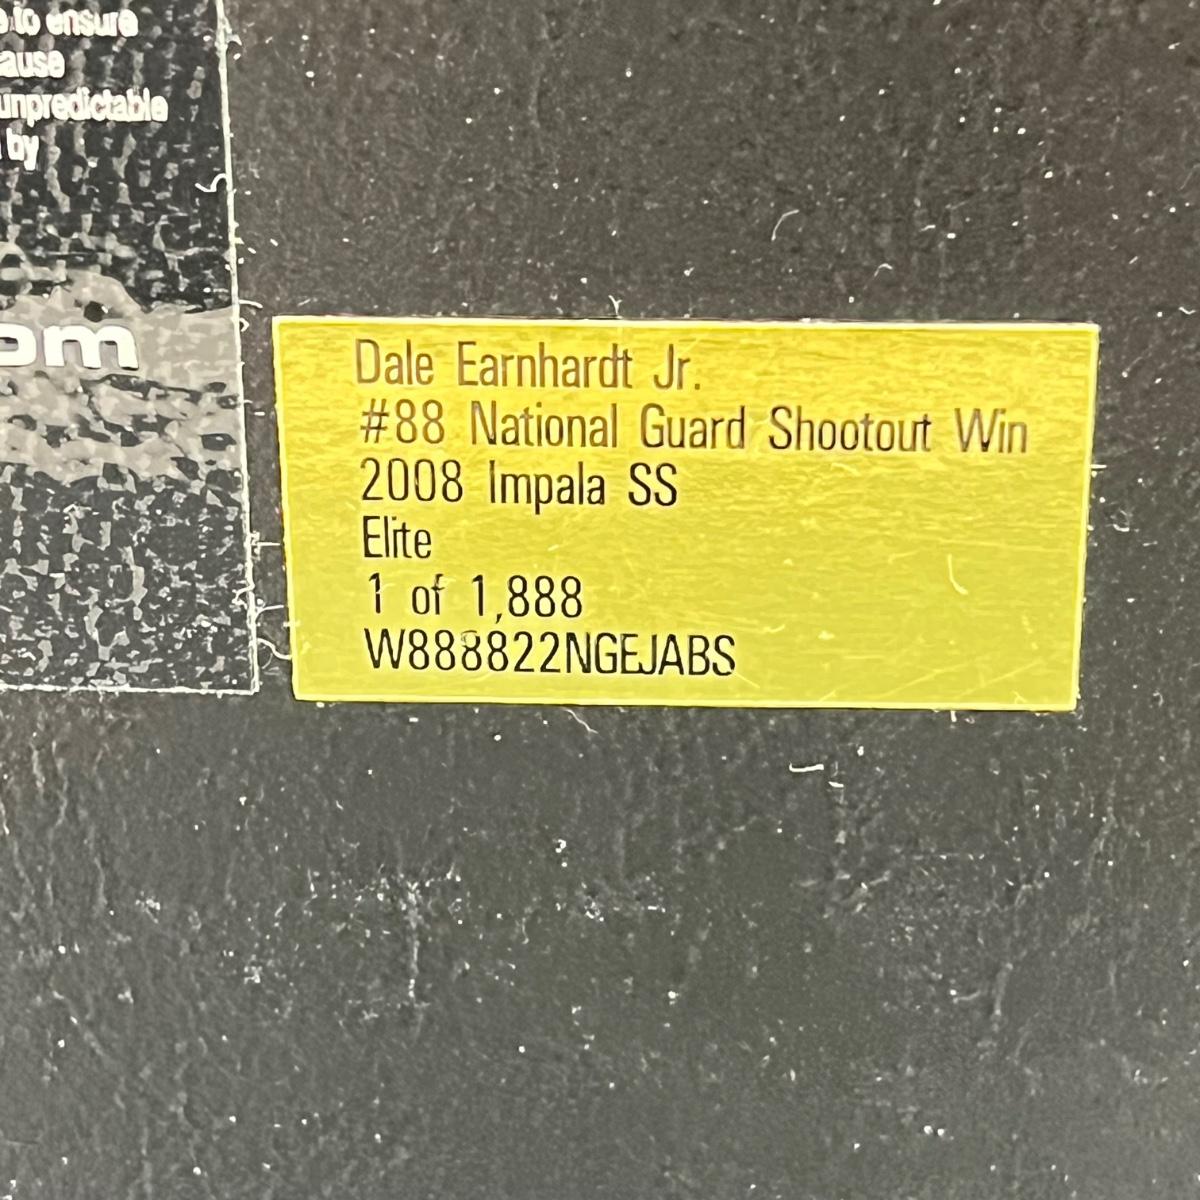 to ensure
ause
unpredictable
by
om
Dale Earnhardt Jr.
#88 National Guard Shootout Win
2008 Impala SS
Elite
1 of 1,888
W888822NGEJABS